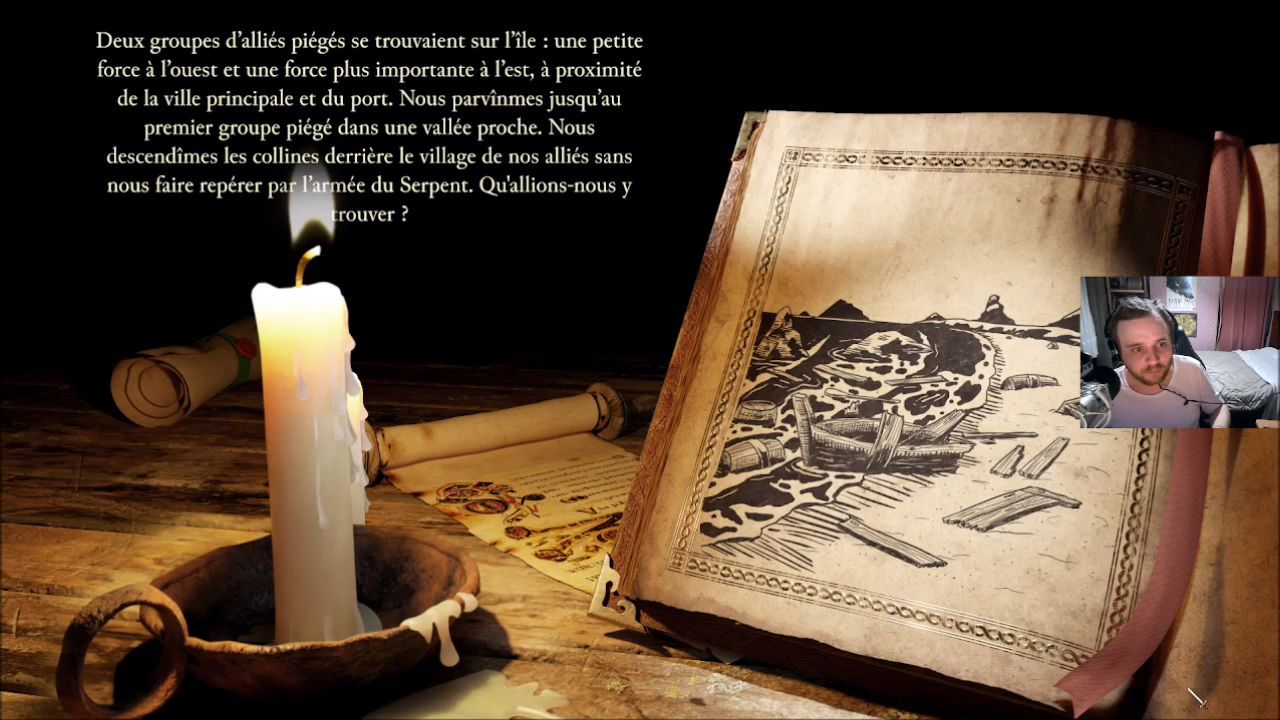 Deux groupes d'alliés piégés se trouvaient sur l'île : une petite
force à l'ouest et une force plus importante à l'est, à proximité
de la ville principale et du port. Nous parvînmes jusqu'au
premier groupe piégé dans une vallée proche. Nous
descendîmes les collines derrière le village de nos alliés sans
nous faire repérer par l'armée du Serpent. Qu'allions-nous y
trouver ?